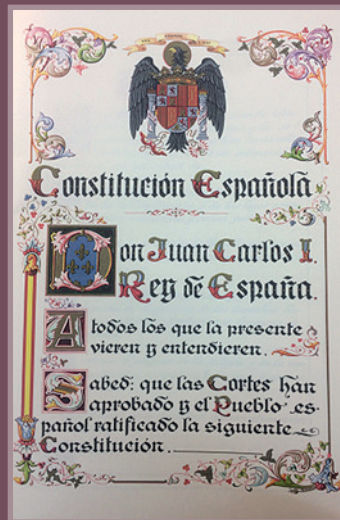 Constitución Española
Don Juan Carlos I.
Rey de España.
A todos los que la presente
vieren y entendieren.
Sabed: que las Cortes han
aprobado y el Pueblo es-
pañol ratificado la siguiente
Constitución.